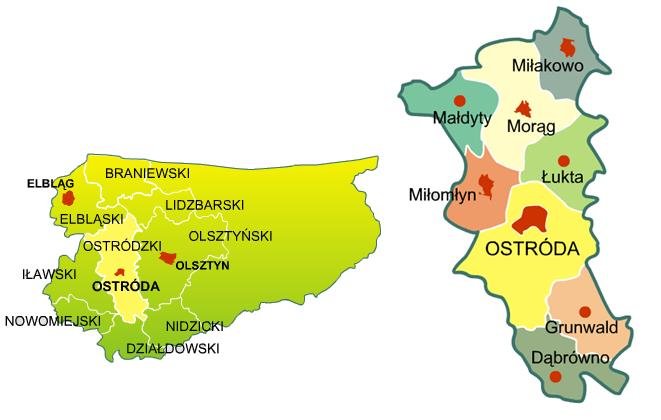 ELBLĄG
BRANIEWSKI
LIDZBARSKI
ELBLĄSKI
OLSZTYŃSKI
OSTRÓDZKI
OLSZTYN
IŁAWSKI
OSTRÓDA
NOWOMIEJSKI
NIDZICKI
DZIAŁDOWSKI
Miłakowo
Małdyty
Morąg
Łukta
Miłomłyn
OSTRÓDA
Grunwald
Dąbrówno